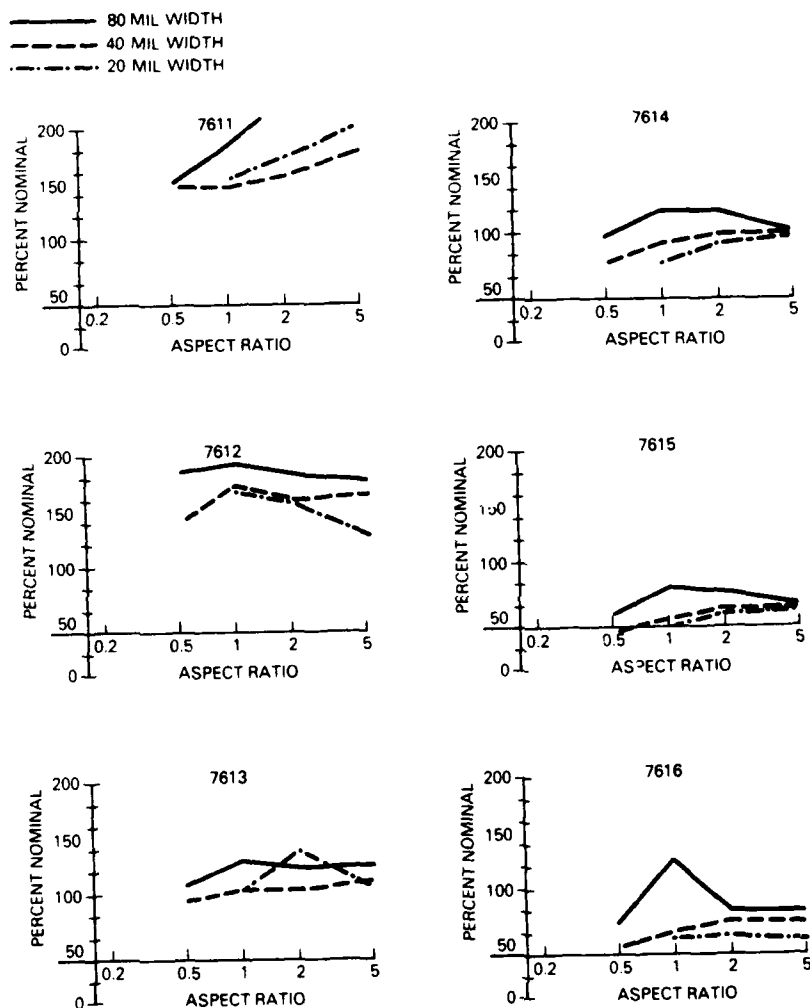 80 MIL WIDTH
40 MIL WIDTH
20 MIL WIDTH
7611
PERCENT NOMINAL
200
150
100
50
0
0.2 0.5 1 2 5
ASPECT RATIO
7614
PERCENT NOMINAL
200
150
100
50
0
0.2 0.5 1 2 5
ASPECT RATIO
7612
PERCENT NOMINAL
200
150
100
50
0
0.2 0.5 1 2 5
ASPECT RATIO
7615
PERCENT NOMINAL
200
150
100
50
0
0.2 0.5 1 2 5
ASPECT RATIO
7613
PERCENT NOMINAL
200
150
100
50
0
0.2 0.5 1 2 5
ASPECT RATIO
7616
PERCENT NOMINAL
200
150
100
50
0
0.2 0.5 1 2 5
ASPECT RATIO